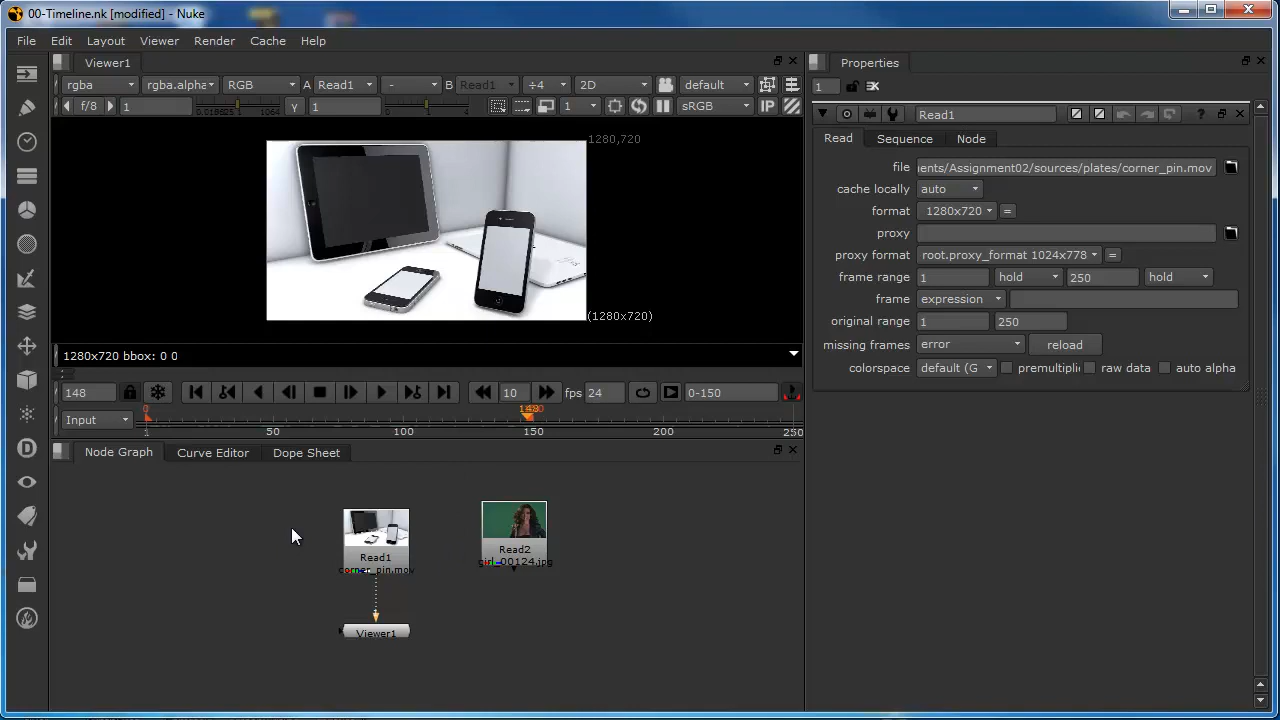 00-Timeline.nk [modified] - Nuke
File Edit Layout Viewer Render Cache Help
Viewer1
Properties
rgba rgba.alpha RGB A Read1 - B Read1 ÷4 2D default
1
f/8 1 γ 1 1 sRGB IP
Read1
Read Sequence Node
1280,720
file ents/Assignment02/sources/plates/corner_pin.mov
cache locally auto
format 1280x720 =
proxy
proxy format root.proxy_format 1024x778 =
frame range 1 hold 250 hold
frame expression
(1280x720)
original range 1 250
missing frames error reload
1280x720 bbox: 0 0
colorspace default (G premultiplie raw data auto alpha
148 10 fps 24 0-150
Input
0
1 50 100 150 200 250
Node Graph Curve Editor Dope Sheet
Read1
corner_pin.mov
Read2
girl_00124.jpg
Viewer1